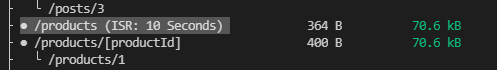 └ /posts/3
● /products (ISR: 10 Seconds) 364 B 70.6 kB
● /products/[productId] 400 B 70.6 kB
└ /products/1